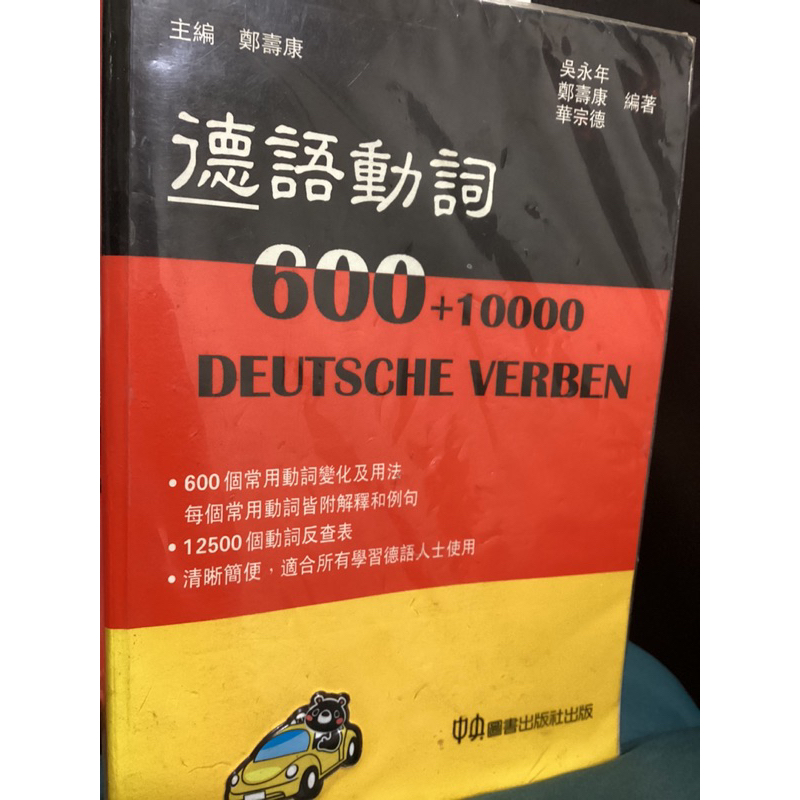 主編 鄭壽康
吳永年
鄭壽康
華宗德
編著
德語動詞
600+10000
DEUTSCHE VERBEN
• 600個常用動詞變化及用法
每個常用動詞皆附解釋和例句
• 12500個動詞反查表
• 清晰簡便，適合所有學習德語人士使用
中央圖書出版社出版